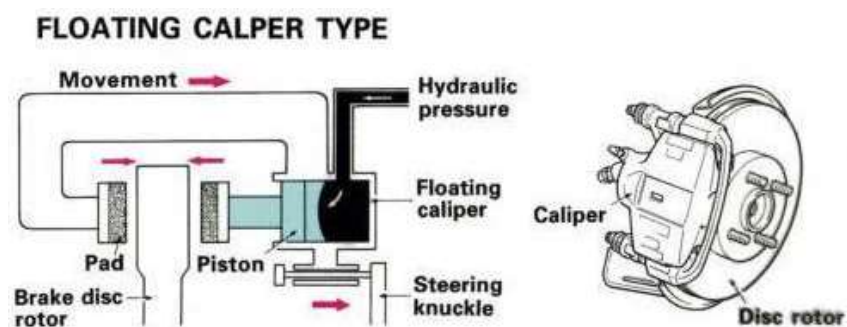 FLOATING CALPER TYPE
Movement
Hydraulic
pressure
Floating
caliper
Pad
Piston
Brake disc
rotor
Steering
knuckle
Caliper
Disc rotor